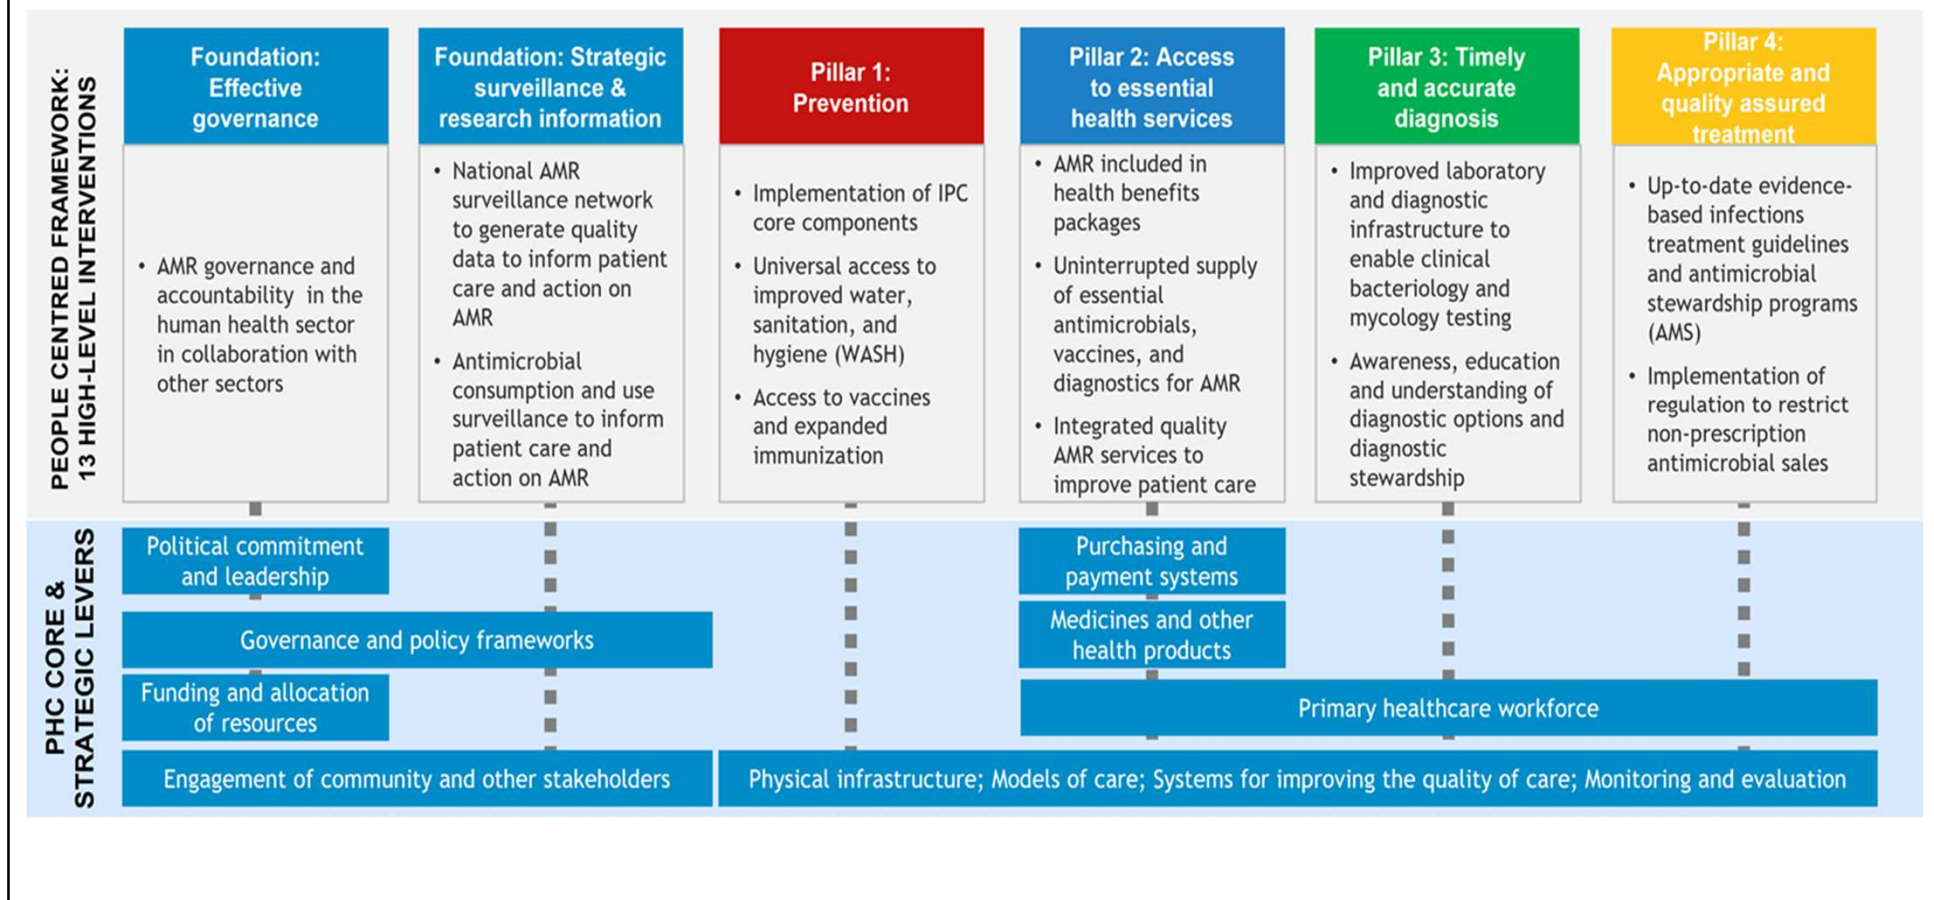 PEOPLE CENTRED FRAMEWORK:
13 HIGH-LEVEL INTERVENTIONS
Foundation:
Effective
governance
• AMR governance and
accountability in the
human health sector
in collaboration with
other sectors
Foundation: Strategic
surveillance &
research information
• National AMR
surveillance network
to generate quality
data to inform patient
care and action on
AMR
• Antimicrobial
consumption and use
surveillance to inform
patient care and
action on AMR
Pillar 1:
Prevention
• Implementation of IPC
core components
• Universal access to
improved water,
sanitation, and
hygiene (WASH)
• Access to vaccines
and expanded
immunization
Pillar 2: Access
to essential
health services
• AMR included in
health benefits
packages
• Uninterrupted supply
of essential
antimicrobials,
vaccines, and
diagnostics for AMR
• Integrated quality
AMR services to
improve patient care
Pillar 3: Timely
and accurate
diagnosis
• Improved laboratory
and diagnostic
infrastructure to
enable clinical
bacteriology and
mycology testing
• Awareness, education
and understanding of
diagnostic options and
diagnostic
stewardship
Pillar 4:
Appropriate and
quality assured
treatment
• Up-to-date evidence-
based infections
treatment guidelines
and antimicrobial
stewardship programs
(AMS)
• Implementation of
regulation to restrict
non-prescription
antimicrobial sales
PHC CORE &
STRATEGIC LEVERS
Political commitment
and leadership
Governance and policy frameworks
Funding and allocation
of resources
Engagement of community and other stakeholders
Purchasing and
payment systems
Medicines and other
health products
Primary healthcare workforce
Physical infrastructure; Models of care; Systems for improving the quality of care; Monitoring and evaluation